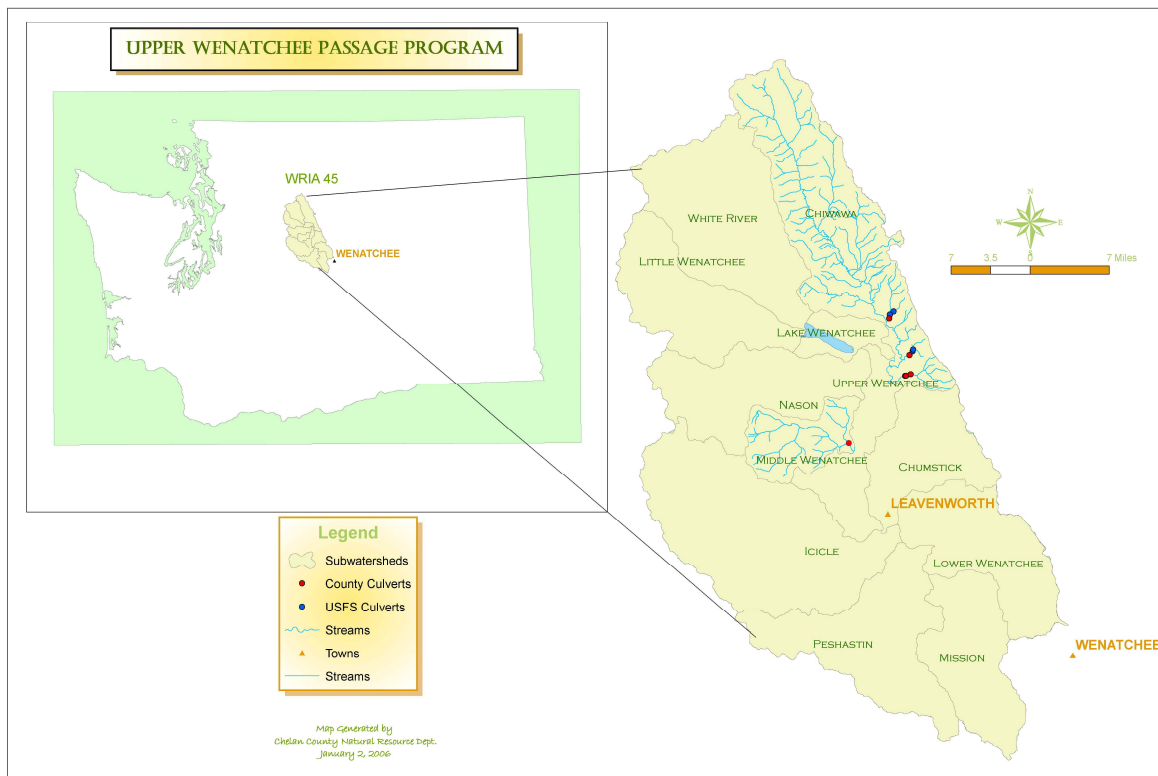 UPPER WENATCHEE PASSAGE PROGRAM
WRIA 45
WENATCHEE
WHITE RIVER
CHIWAWA
LITTLE WENATCHEE
LAKE WENATCHEE
UPPER WENATCHEE
NASON
MIDDLE WENATCHEE
CHUMSTICK
LEAVENWORTH
ICICLE
LOWER WENATCHEE
PESHASTIN
MISSION
WENATCHEE
N
W E
S
7 3.5 0 7 Miles
Legend
Subwatersheds
County Culverts
USFS Culverts
Streams
Towns
Streams
Map Generated by
Chelan County Natural Resource Dept.
January 2, 2006